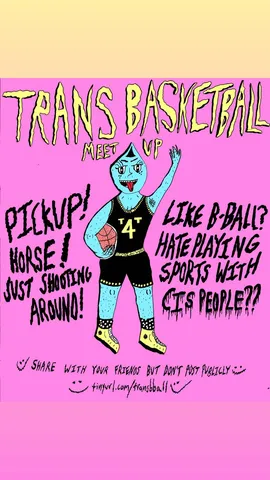 TRANS BASKETBALL
MEET UP
PICKUP!
HORSE!
JUST SHOOTING
AROUND!
T4T
LIKE B-BALL?
HATE PLAYING
SPORTS WITH
CIS PEOPLE??
SHARE WITH YOUR FRIENDS BUT DON'T POST PUBLICLY
tinyurl.com/transbball